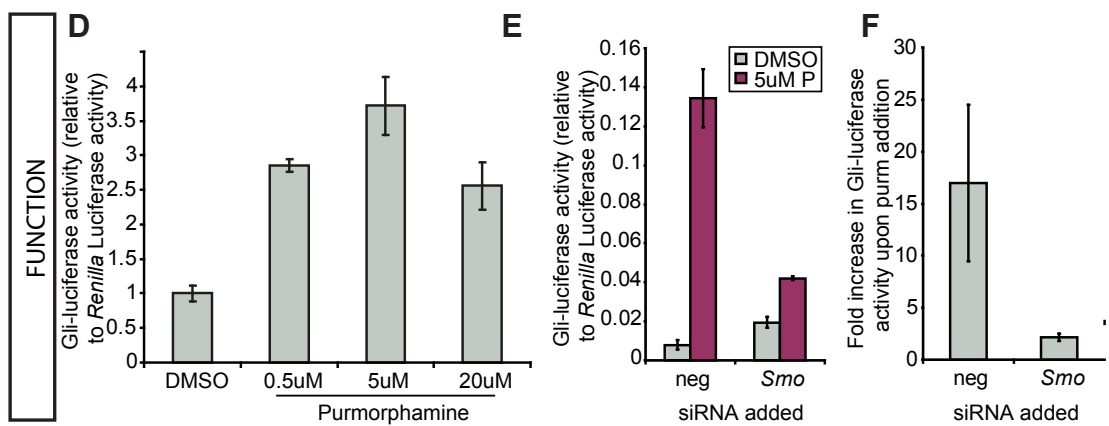 FUNCTION
D
Gli-luciferase activity (relative
to Renilla Luciferase activity)
4
3.5
3
2.5
2
1.5
1
0.5
0
DMSO 0.5uM 5uM 20uM
Purmorphamine
E
Gli-luciferase activity (relative
to Renilla Luciferase activity)
0.16
0.14
0.12
0.1
0.08
0.06
0.04
0.02
0
DMSO
5uM P
neg Smo
siRNA added
F
Fold increase in Gli-luciferase
activity upon purm addition
30
25
20
15
10
5
0
neg Smo
siRNA added